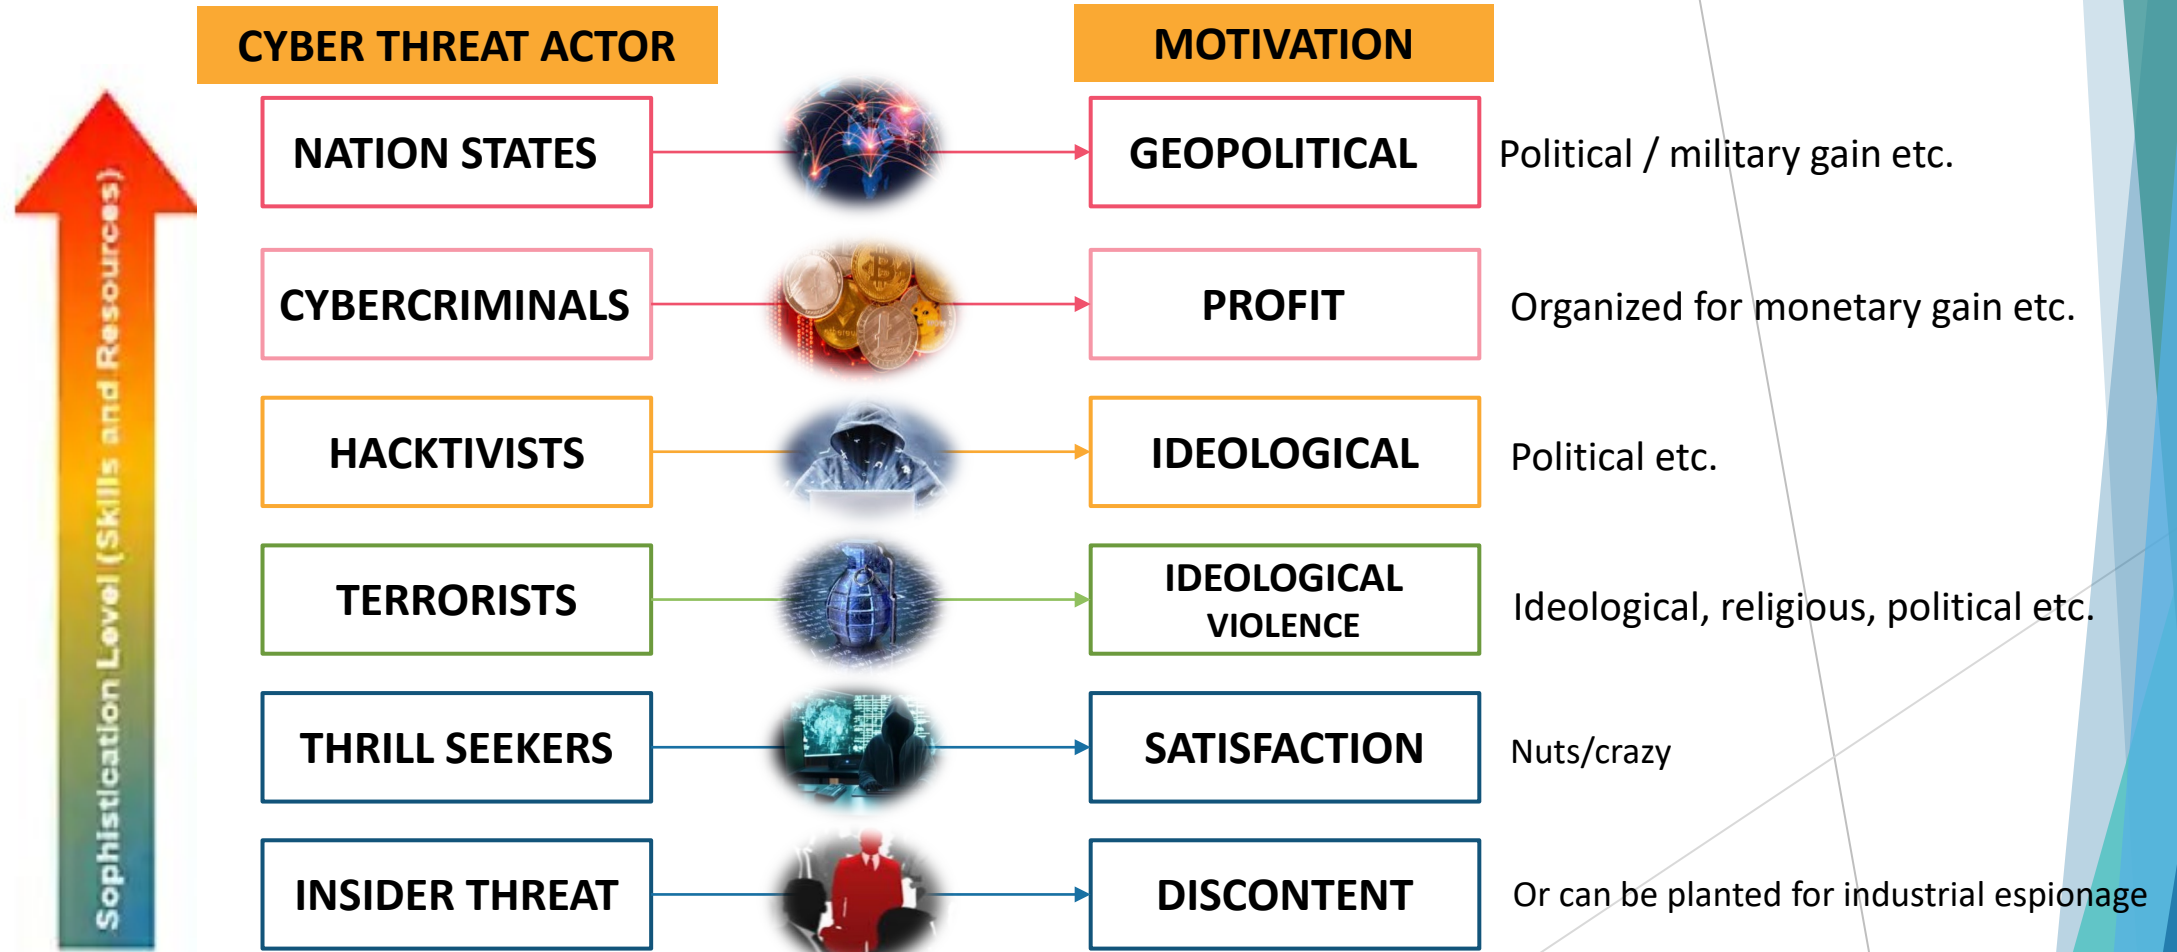 CYBER THREAT ACTOR
MOTIVATION
Sophistication Level (Skills and Resources)
NATION STATES
GEOPOLITICAL
Political / military gain etc.
CYBERCRIMINALS
PROFIT
Organized for monetary gain etc.
HACKTIVISTS
IDEOLOGICAL
Political etc.
TERRORISTS
IDEOLOGICAL
VIOLENCE
Ideological, religious, political etc.
THRILL SEEKERS
SATISFACTION
Nuts/crazy
INSIDER THREAT
DISCONTENT
Or can be planted for industrial espionage